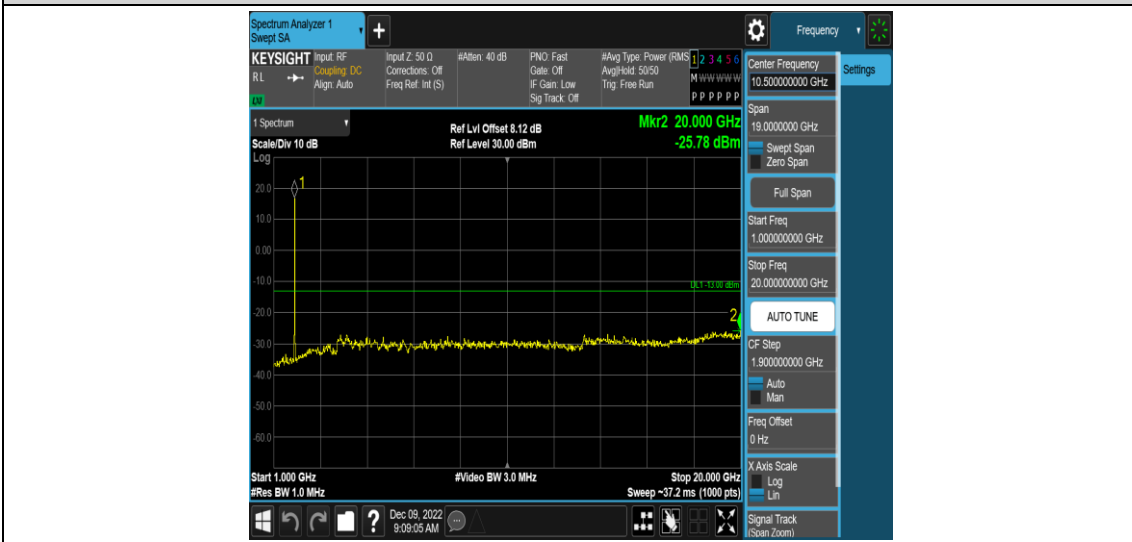 Spectrum Analyzer 1
Swept SA
+
Frequency
KEYSIGHT
RL
LXI
Input: RF
Coupling: DC
Align: Auto
Input Z: 50 Ω
Corrections: Off
Freq Ref: Int (S)
#Atten: 40 dB
PNO: Fast
Gate: Off
IF Gain: Low
Sig Track: Off
#Avg Type: Power (RMS
Avg|Hold: 50/50
Trig: Free Run
1 2 3 4 5 6
M W W W W W
P P P P P P
1 Spectrum
Scale/Div 10 dB
Log
Ref Lvl Offset 8.12 dB
Ref Level 30.00 dBm
Mkr2 20.000 GHz
-25.78 dBm
1
20.0
10.0
0.00
-10.0
DL1 -13.00 dBm
-20.0
2
-30.0
-40.0
-50.0
-60.0
Start 1.000 GHz
#Video BW 3.0 MHz
Stop 20.000 GHz
#Res BW 1.0 MHz
Sweep ~37.2 ms (1000 pts)
Center Frequency
10.500000000 GHz
Settings
Span
19.0000000 GHz
Swept Span
Zero Span
Full Span
Start Freq
1.000000000 GHz
Stop Freq
20.000000000 GHz
AUTO TUNE
CF Step
1.900000000 GHz
Auto
Man
Freq Offset
0 Hz
X Axis Scale
Log
Lin
Signal Track
(Span Zoom)
?
Dec 09, 2022
9:09:05 AM